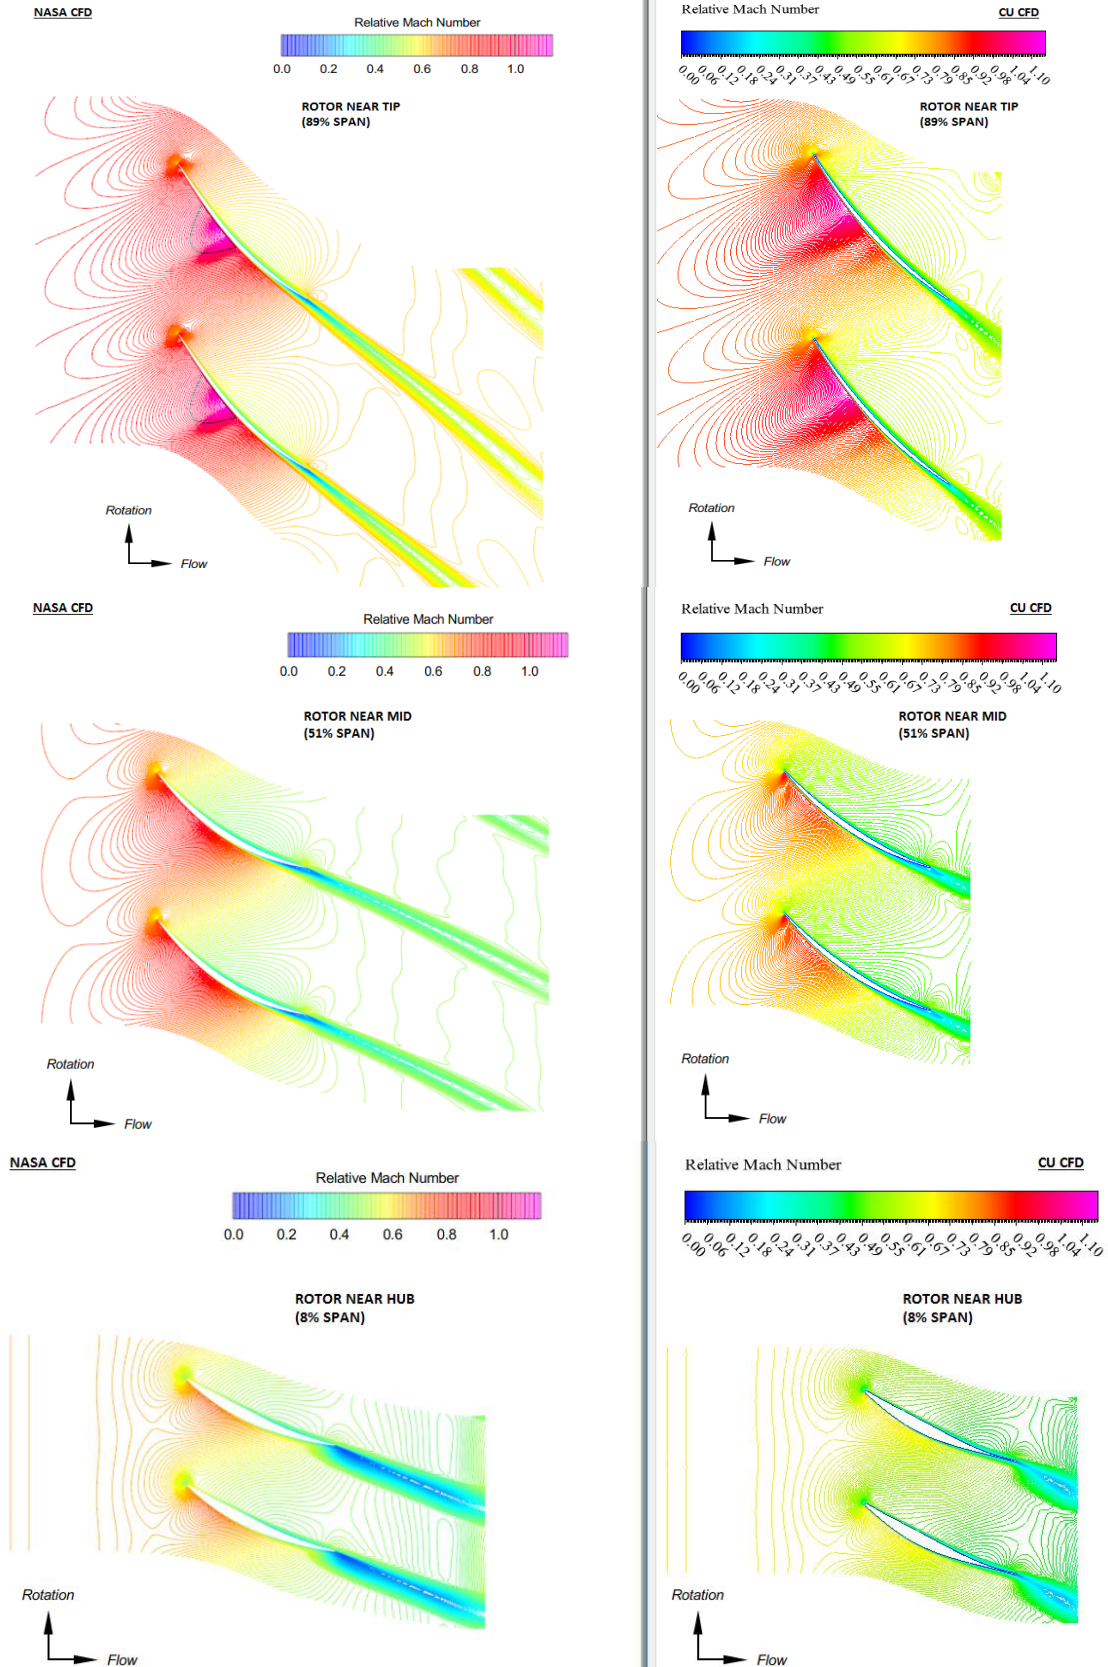 NASA CFD
Relative Mach Number
0.0 0.2 0.4 0.6 0.8 1.0
ROTOR NEAR TIP
(89% SPAN)
Rotation
Flow
Relative Mach Number
CU CFD
0.00 0.06 0.12 0.18 0.24 0.31 0.37 0.43 0.49 0.55 0.61 0.67 0.73 0.79 0.85 0.92 0.98 1.04 1.10
ROTOR NEAR TIP
(89% SPAN)
Rotation
Flow
NASA CFD
Relative Mach Number
0.0 0.2 0.4 0.6 0.8 1.0
ROTOR NEAR MID
(51% SPAN)
Rotation
Flow
Relative Mach Number
CU CFD
0.00 0.06 0.12 0.18 0.24 0.31 0.37 0.43 0.49 0.55 0.61 0.67 0.73 0.79 0.85 0.92 0.98 1.04 1.10
ROTOR NEAR MID
(51% SPAN)
Rotation
Flow
NASA CFD
Relative Mach Number
0.0 0.2 0.4 0.6 0.8 1.0
ROTOR NEAR HUB
(8% SPAN)
Rotation
Flow
Relative Mach Number
CU CFD
0.00 0.06 0.12 0.18 0.24 0.31 0.37 0.43 0.49 0.55 0.61 0.67 0.73 0.79 0.85 0.92 0.98 1.04 1.10
ROTOR NEAR HUB
(8% SPAN)
Rotation
Flow